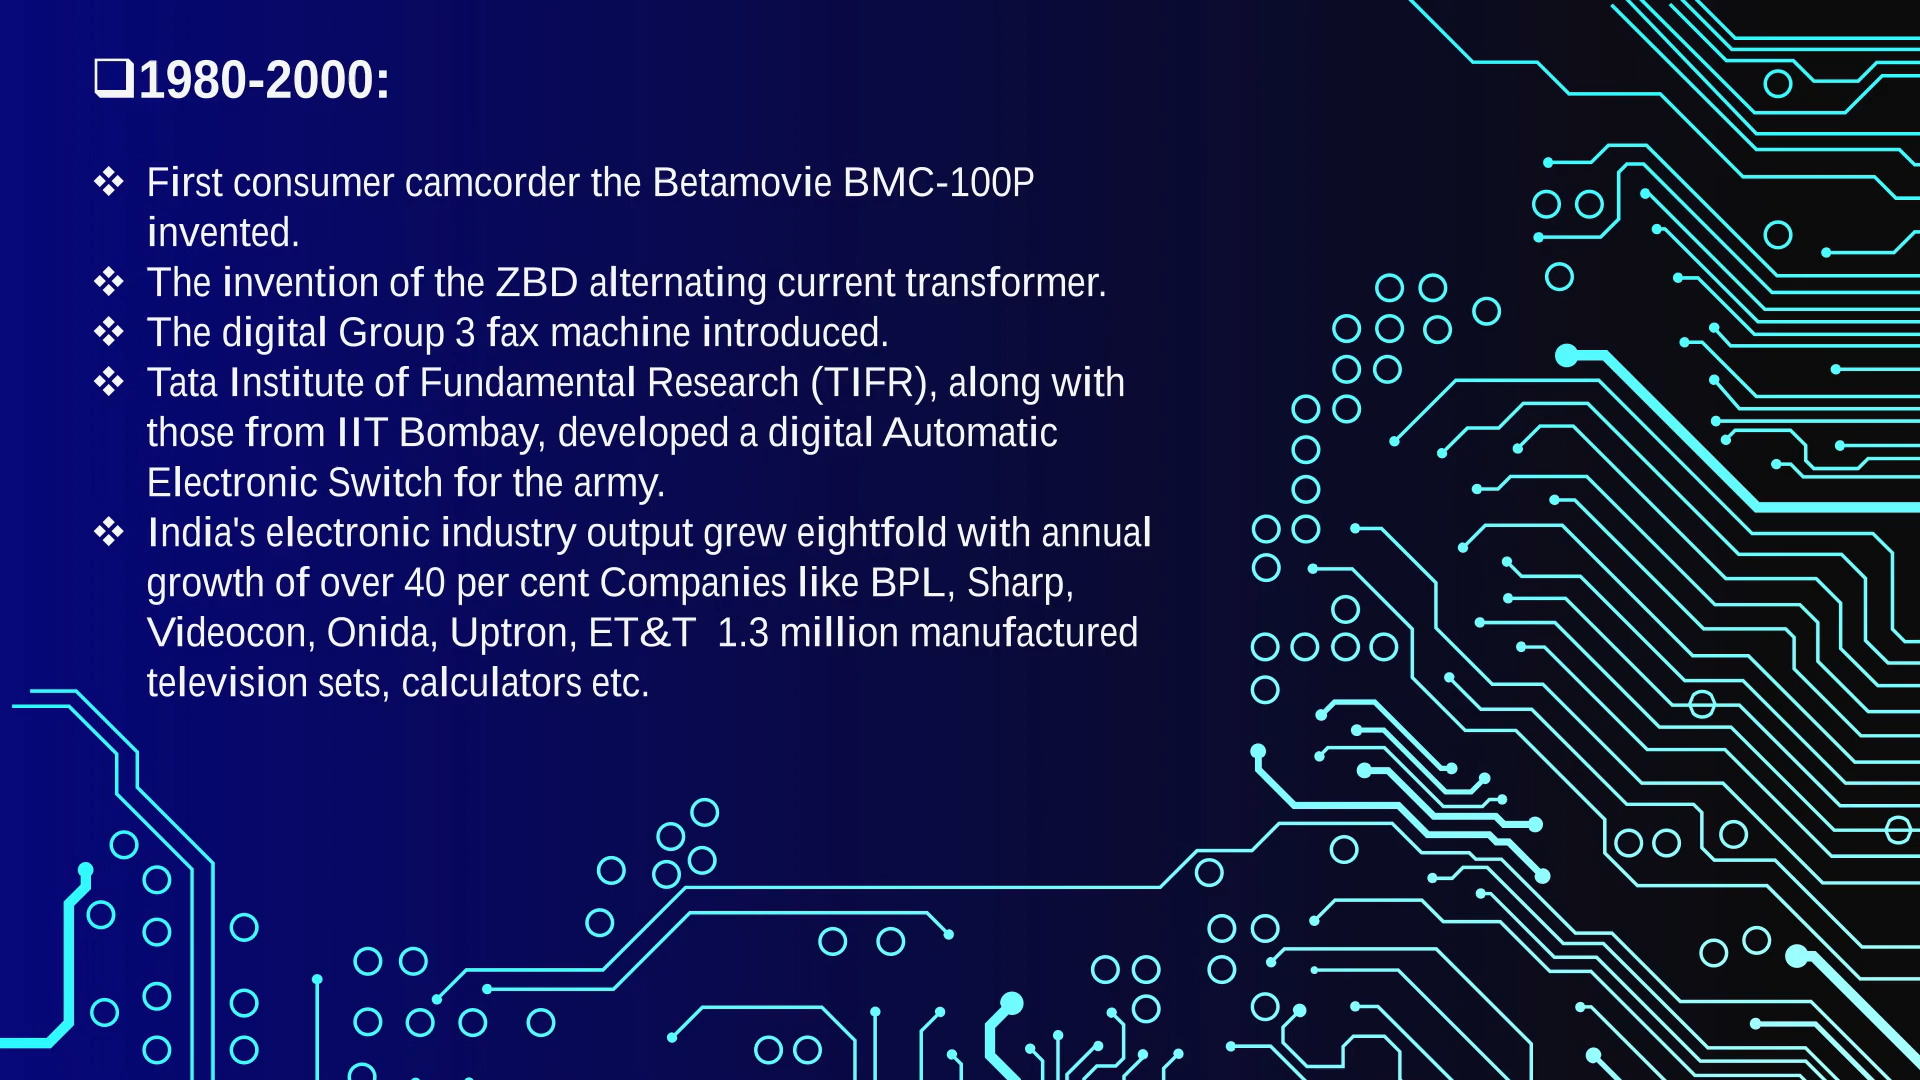 ❑1980-2000:
❖ First consumer camcorder the Betamovie BMC-100P
invented.
❖ The invention of the ZBD alternating current transformer.
❖ The digital Group 3 fax machine introduced.
❖ Tata Institute of Fundamental Research (TIFR), along with
those from IIT Bombay, developed a digital Automatic
Electronic Switch for the army.
❖ India's electronic industry output grew eightfold with annual
growth of over 40 per cent Companies like BPL, Sharp,
Videocon, Onida, Uptron, ET&T  1.3 million manufactured
television sets, calculators etc.